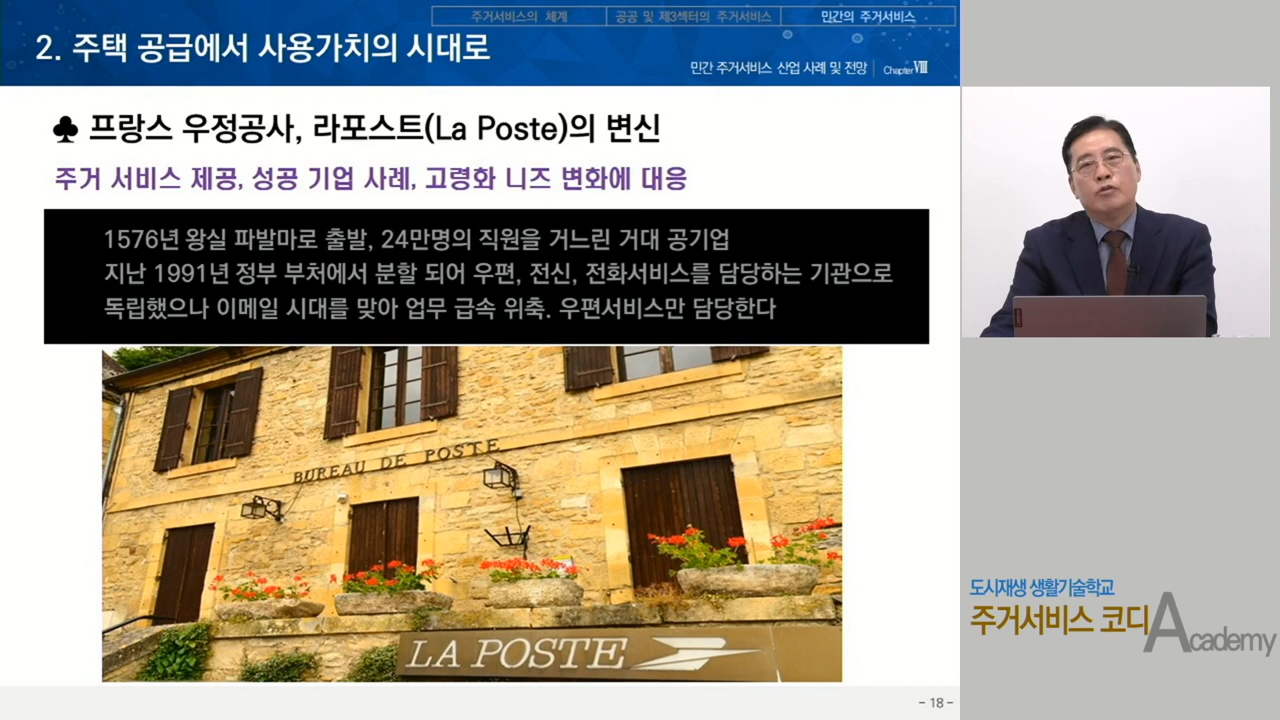 주거서비스의 체계
공공 및 제3섹터의 주거서비스
민간의 주거서비스
2. 주택 공급에서 사용가치의 시대로
민간 주거서비스 산업 사례 및 전망
Chapter Ⅷ
♣ 프랑스 우정공사, 라포스트(La Poste)의 변신
주거 서비스 제공, 성공 기업 사례, 고령화 니즈 변화에 대응
1576년 왕실 파발마로 출발, 24만명의 직원을 거느린 거대 공기업
지난 1991년 정부 부처에서 분할 되어 우편, 전신, 전화서비스를 담당하는 기관으로
독립했으나 이메일 시대를 맞아 업무 급속 위축. 우편서비스만 담당한다
BUREAU DE POSTE
LA POSTE
- 18 -
도시재생 생활기술학교
주거서비스 코디 Academy